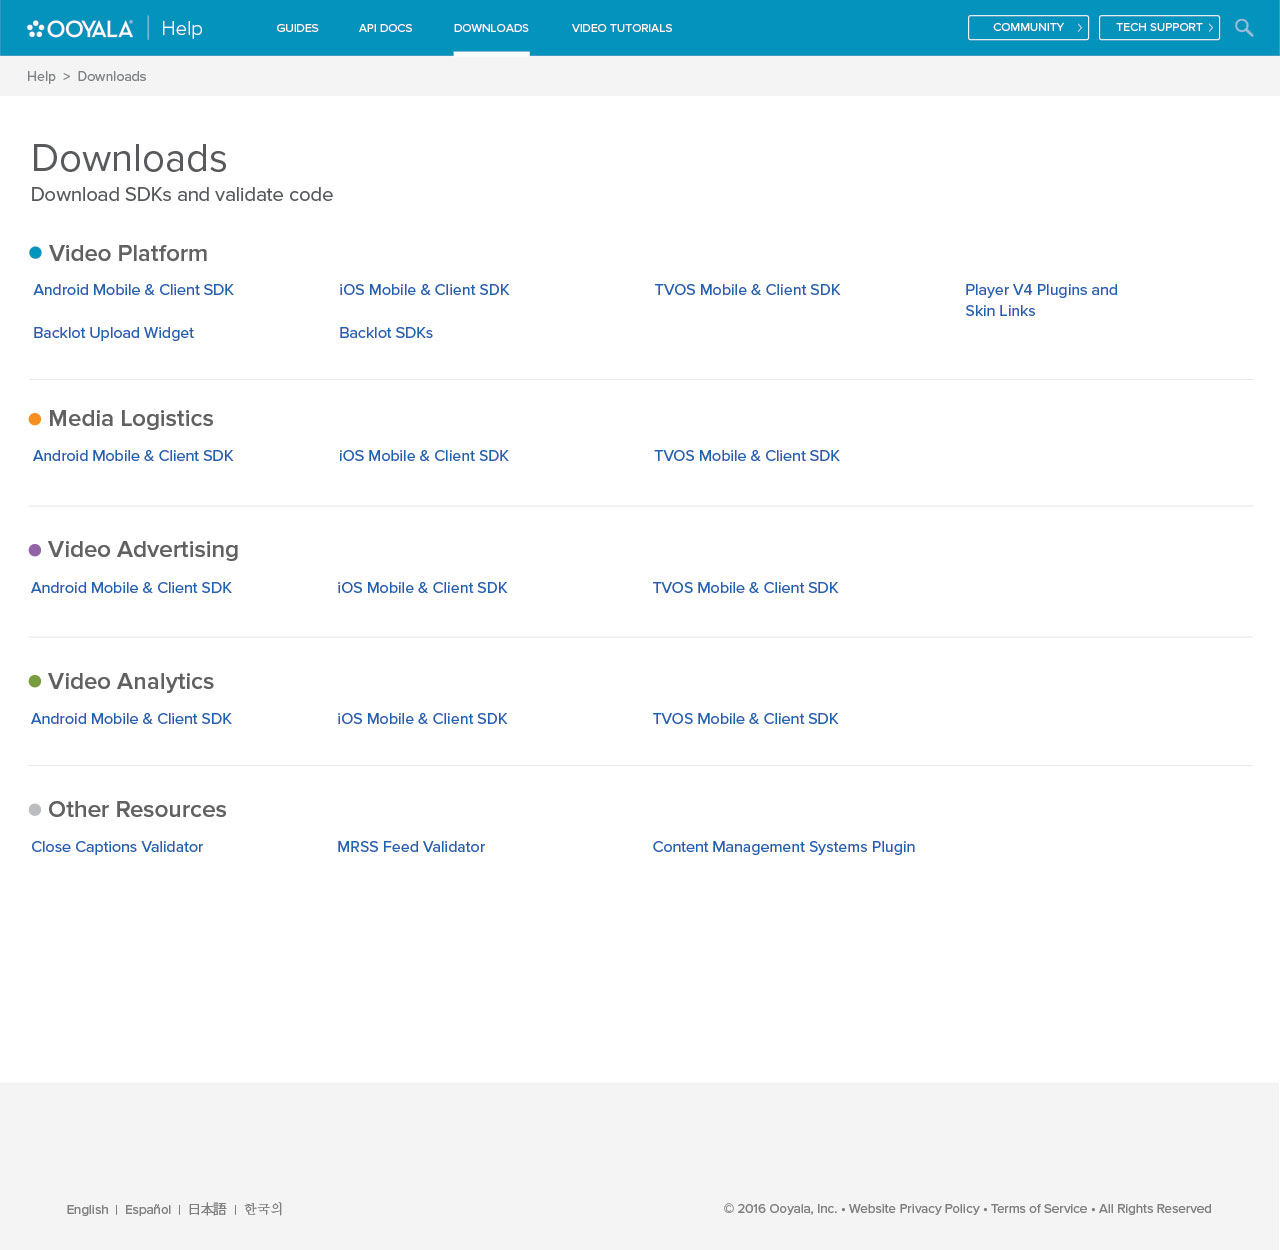 OOYALA Help GUIDES API DOCS DOWNLOADS VIDEO TUTORIALS COMMUNITY TECH SUPPORT
Help > Downloads
Downloads
Download SDKs and validate code
Video Platform
Android Mobile & Client SDK iOS Mobile & Client SDK TVOS Mobile & Client SDK Player V4 Plugins and
Skin Links
Backlot Upload Widget Backlot SDKs
Media Logistics
Android Mobile & Client SDK iOS Mobile & Client SDK TVOS Mobile & Client SDK
Video Advertising
Android Mobile & Client SDK iOS Mobile & Client SDK TVOS Mobile & Client SDK
Video Analytics
Android Mobile & Client SDK iOS Mobile & Client SDK TVOS Mobile & Client SDK
Other Resources
Close Captions Validator MRSS Feed Validator Content Management Systems Plugin
English | Español | 日本語 | 한국의 © 2016 Ooyala, Inc. • Website Privacy Policy • Terms of Service • All Rights Reserved